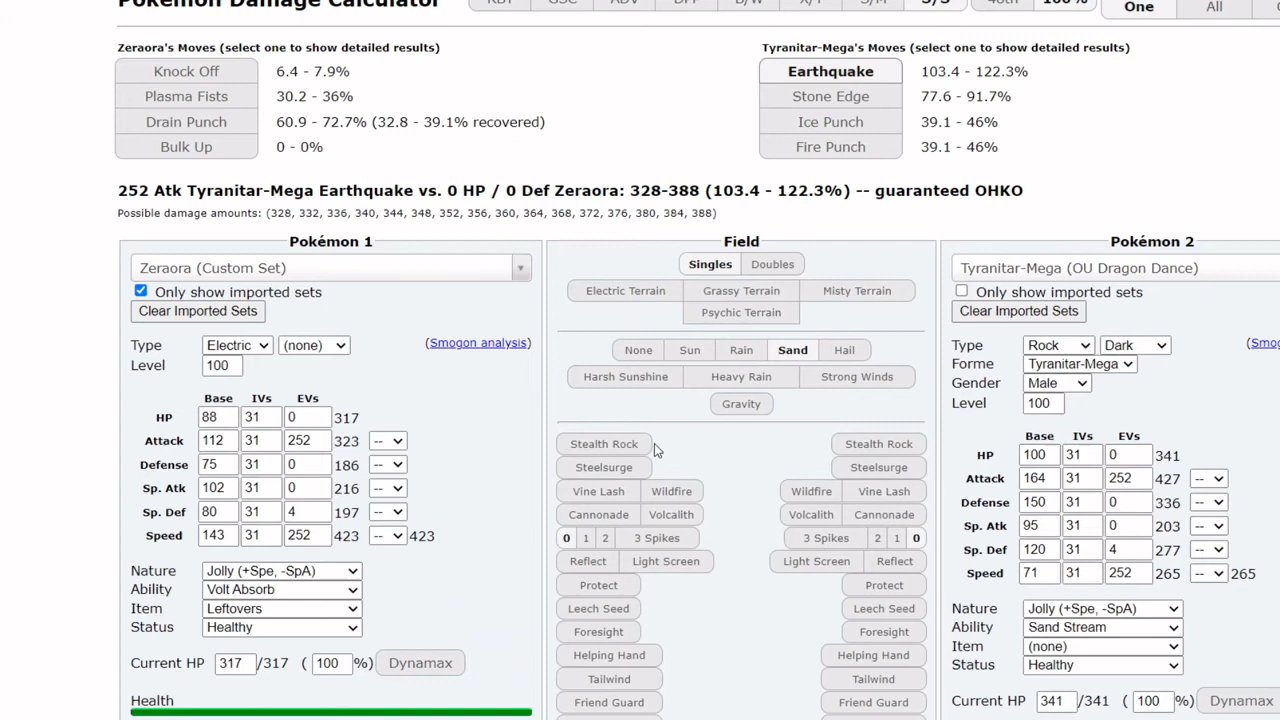 Pokémon Damage Calculator RBY GSC ADV DPP B/W X/Y S/M S/S 48th 100% One All
Zeraora's Moves (select one to show detailed results) Tyranitar-Mega's Moves (select one to show detailed results)
Knock Off 6.4 - 7.9% Earthquake 103.4 - 122.3%
Plasma Fists 30.2 - 36% Stone Edge 77.6 - 91.7%
Drain Punch 60.9 - 72.7% (32.8 - 39.1% recovered) Ice Punch 39.1 - 46%
Bulk Up 0 - 0% Fire Punch 39.1 - 46%
252 Atk Tyranitar-Mega Earthquake vs. 0 HP / 0 Def Zeraora: 328-388 (103.4 - 122.3%) -- guaranteed OHKO
Possible damage amounts: (328, 332, 336, 340, 344, 348, 352, 356, 360, 364, 368, 372, 376, 380, 384, 388)
Pokémon 1
Zeraora (Custom Set)
Only show imported sets
Clear Imported Sets
Type Electric (none) (Smogon analysis)
Level 100
Base IVs EVs
HP 88 31 0 317
Attack 112 31 252 323 --
Defense 75 31 0 186 --
Sp. Atk 102 31 0 216 --
Sp. Def 80 31 4 197 --
Speed 143 31 252 423 -- 423
Nature Jolly (+Spe, -SpA)
Ability Volt Absorb
Item Leftovers
Status Healthy
Current HP 317 /317 ( 100 %) Dynamax
Health
Field
Singles Doubles
Electric Terrain Grassy Terrain Misty Terrain
Psychic Terrain
None Sun Rain Sand Hail
Harsh Sunshine Heavy Rain Strong Winds
Gravity
Stealth Rock Stealth Rock
Steelsurge Steelsurge
Vine Lash Wildfire Wildfire Vine Lash
Cannonade Volcalith Volcalith Cannonade
0 1 2 3 Spikes 3 Spikes 2 1 0
Reflect Light Screen Light Screen Reflect
Protect Protect
Leech Seed Leech Seed
Foresight Foresight
Helping Hand Helping Hand
Tailwind Tailwind
Friend Guard Friend Guard
Pokémon 2
Tyranitar-Mega (OU Dragon Dance)
Only show imported sets
Clear Imported Sets
Type Rock Dark (Smog
Forme Tyranitar-Mega
Gender Male
Level 100
Base IVs EVs
HP 100 31 0 341
Attack 164 31 252 427 --
Defense 150 31 0 336 --
Sp. Atk 95 31 0 203 --
Sp. Def 120 31 4 277 --
Speed 71 31 252 265 -- 265
Nature Jolly (+Spe, -SpA)
Ability Sand Stream
Item (none)
Status Healthy
Current HP 341 /341 ( 100 %) Dynamax